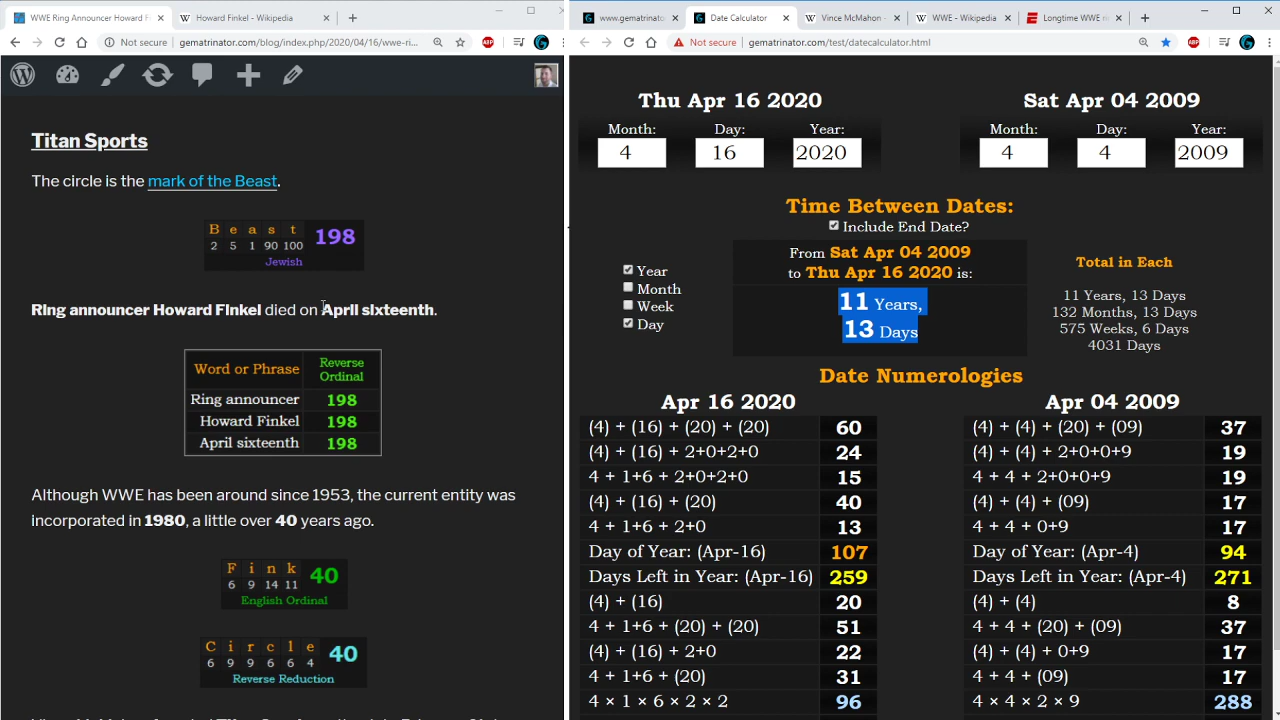 WWE Ring Announcer Howard F
Howard Finkel - Wikipedia
Not secure
gematrinator.com/blog/index.php/2020/04/16/wwe-ri...
Titan Sports
The circle is the mark of the Beast.
B e a s t 198
2 5 1 90 100
Jewish
Ring announcer Howard Finkel died on April sixteenth.
Word or Phrase Reverse Ordinal
Ring announcer 198
Howard Finkel 198
April sixteenth 198
Although WWE has been around since 1953, the current entity was
incorporated in 1980, a little over 40 years ago.
F i n k 40
6 9 14 11
English Ordinal
C i r c l e 40
6 9 9 6 6 4
Reverse Reduction
www.gematrinator.c
Date Calculator
Vince McMahon -
WWE - Wikipedia
Longtime WWE ri
Not secure
gematrinator.com/test/datecalculator.html
Thu Apr 16 2020
Month: Day: Year:
4 16 2020
Sat Apr 04 2009
Month: Day: Year:
4 4 2009
Time Between Dates:
Include End Date?
Year
Month
Week
Day
From Sat Apr 04 2009
to Thu Apr 16 2020 is:
11 Years,
13 Days
Total in Each
11 Years, 13 Days
132 Months, 13 Days
575 Weeks, 6 Days
4031 Days
Date Numerologies
Apr 16 2020
(4) + (16) + (20) + (20) 60
(4) + (16) + 2+0+2+0 24
4 + 1+6 + 2+0+2+0 15
(4) + (16) + (20) 40
4 + 1+6 + 2+0 13
Day of Year: (Apr-16) 107
Days Left in Year: (Apr-16) 259
(4) + (16) 20
4 + 1+6 + (20) + (20) 51
(4) + (16) + 2+0 22
4 + 1+6 + (20) 31
4 × 1 × 6 × 2 × 2 96
Apr 04 2009
(4) + (4) + (20) + (09) 37
(4) + (4) + 2+0+0+9 19
4 + 4 + 2+0+0+9 19
(4) + (4) + (09) 17
4 + 4 + 0+9 17
Day of Year: (Apr-4) 94
Days Left in Year: (Apr-4) 271
(4) + (4) 8
4 + 4 + (20) + (09) 37
(4) + (4) + 0+9 17
4 + 4 + (09) 17
4 × 4 × 2 × 9 288